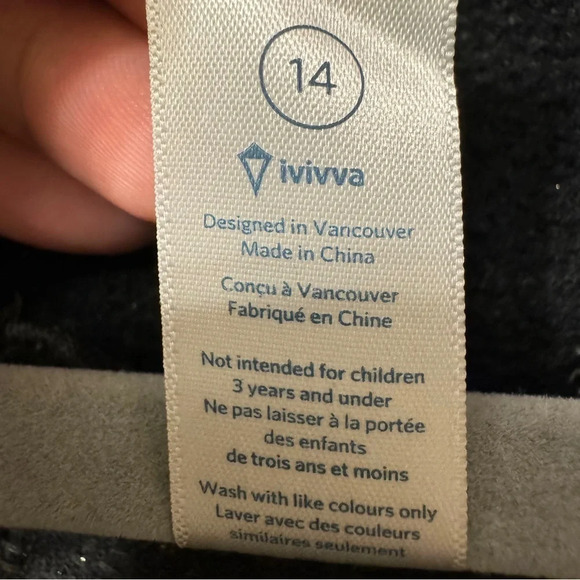 14
ivivva
Designed in Vancouver
Made in China
Conçu à Vancouver
Fabriqué en Chine
Not intended for children
3 years and under
Ne pas laisser à la portée
des enfants
de trois ans et moins
Wash with like colours only
Laver avec des couleurs
similaires seulement